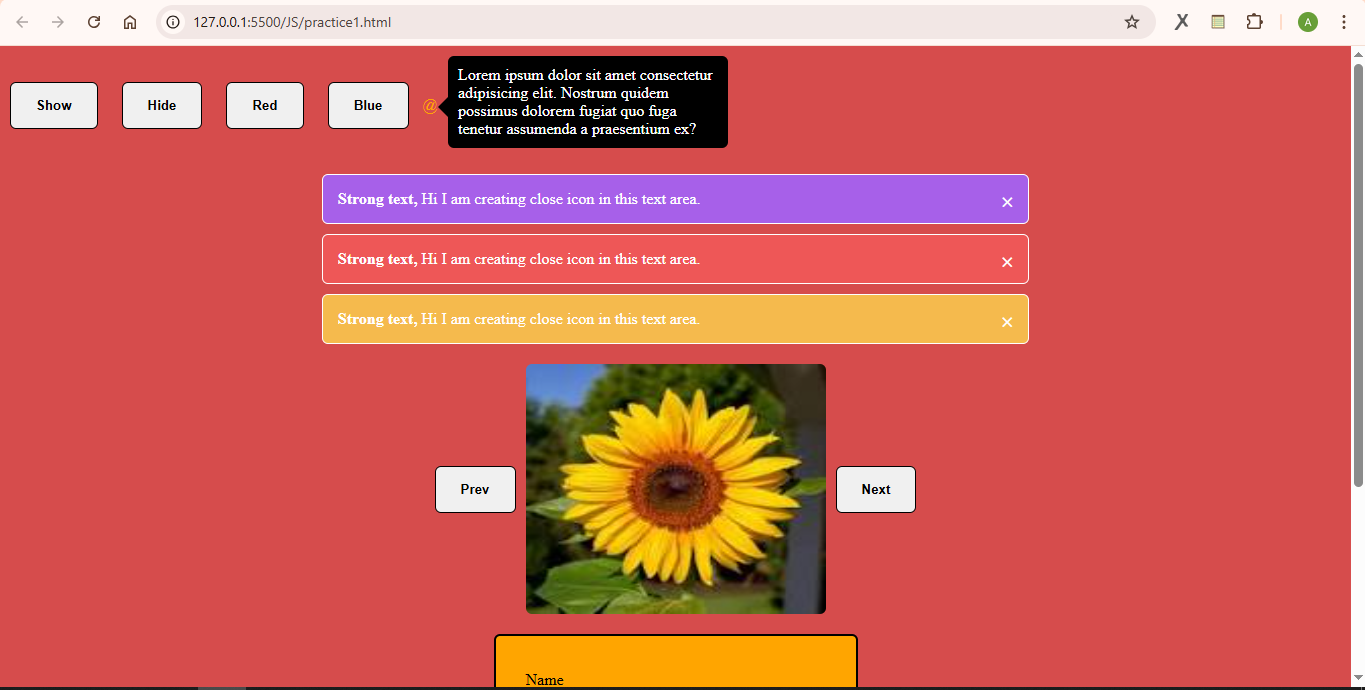 127.0.0.1:5500/JS/practice1.html
X
A
Show
Hide
Red
Blue
@
Lorem ipsum dolor sit amet consectetur
adipisicing elit. Nostrum quidem
possimus dolorem fugiat quo fuga
tenetur assumenda a praesentium ex?
Strong text, Hi I am creating close icon in this text area. ×
Strong text, Hi I am creating close icon in this text area. ×
Strong text, Hi I am creating close icon in this text area. ×
Prev
Next
Name